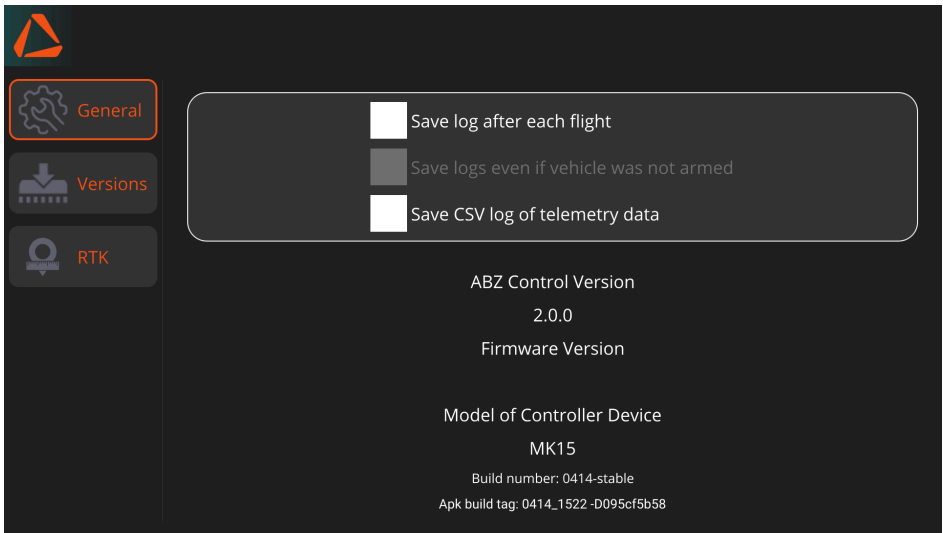 General
Versions
RTK
Save log after each flight
Save logs even if vehicle was not armed
Save CSV log of telemetry data
ABZ Control Version
2.0.0
Firmware Version
Model of Controller Device
MK15
Build number: 0414-stable
Apk build tag: 0414_1522 -D095cf5b58